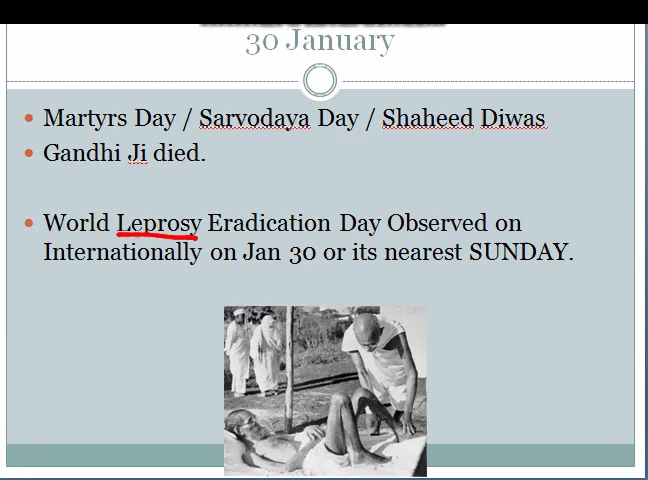 30 January
Martyrs Day / Sarvodaya Day / Shaheed Diwas
Gandhi Ji died.
World Leprosy Eradication Day Observed on
Internationally on Jan 30 or its nearest SUNDAY.